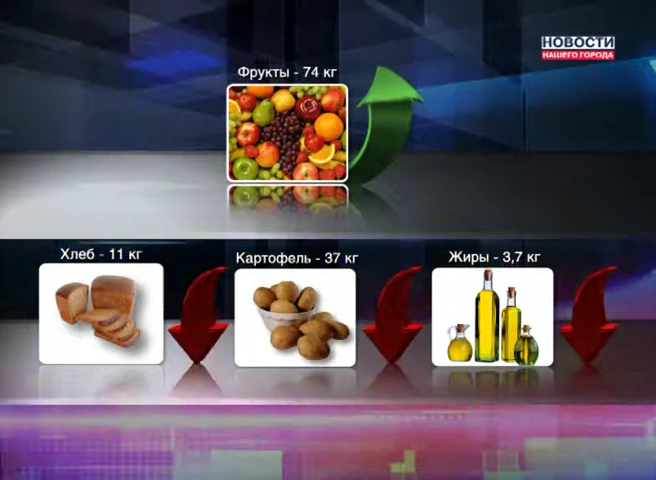 НОВОСТИ
НАШЕГО ГОРОДА
Фрукты - 74 кг
Хлеб - 11 кг
Картофель - 37 кг
Жиры - 3,7 кг